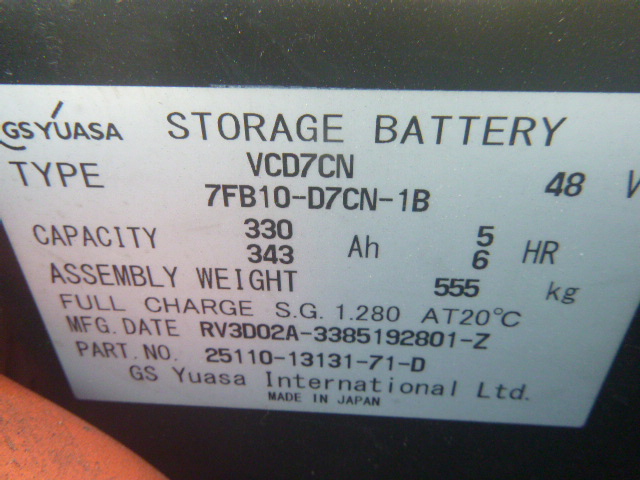 GS YUASA STORAGE BATTERY
TYPE VCD7CN 48 V
7FB10-D7CN-1B
CAPACITY 330 Ah 5 HR
343 6
ASSEMBLY WEIGHT 555 kg
FULL CHARGE S.G. 1.280 AT20℃
MFG. DATE RV3D02A-3385192801-Z
PART. NO. 25110-13131-71-D
GS Yuasa International Ltd.
MADE IN JAPAN